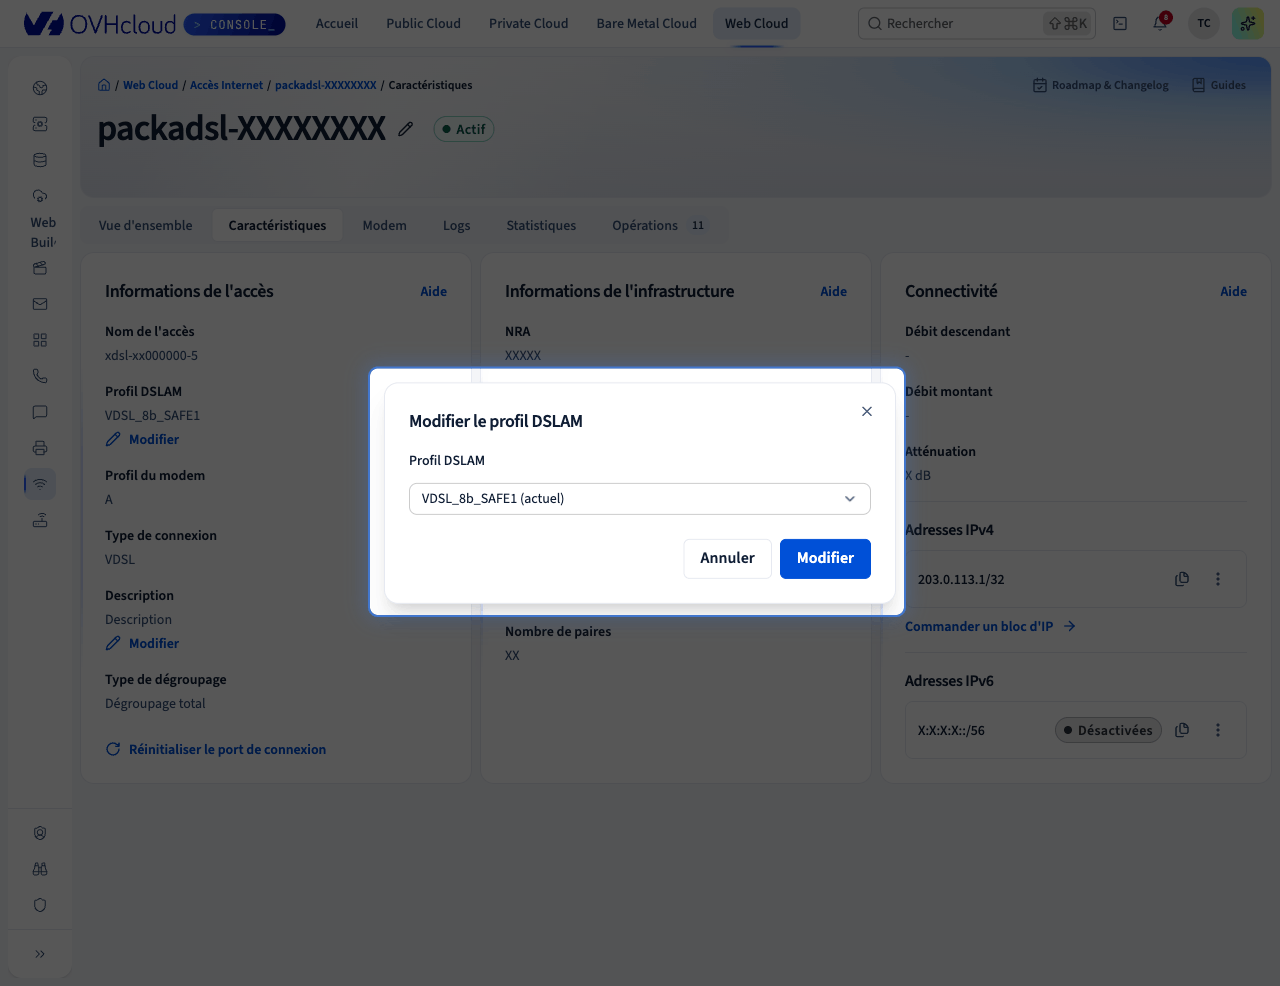 OVHcloud > CONSOLE_ Accueil Public Cloud Private Cloud Bare Metal Cloud Web Cloud Rechercher ⇧⌘K 8 TC
/ Web Cloud / Accès Internet / packadsl-XXXXXXXX / Caractéristiques Roadmap & Changelog Guides
packadsl-XXXXXXXX Actif
Web
Vue d'ensemble Caractéristiques Modem Logs Statistiques Opérations 11
Informations de l'accès Aide
Nom de l'accès
xdsl-xx000000-5
Profil DSLAM
VDSL_8b_SAFE1
Modifier
Profil du modem
A
Type de connexion
VDSL
Description
Description
Modifier
Type de dégroupage
Dégroupage total
Réinitialiser le port de connexion
Informations de l'infrastructure Aide
NRA
XXXXX
Nombre de paires
XX
Modifier le profil DSLAM
Profil DSLAM
VDSL_8b_SAFE1 (actuel)
Annuler Modifier
Connectivité Aide
Débit descendant
-
Débit montant
-
Atténuation
X dB
Adresses IPv4
203.0.113.1/32
Commander un bloc d'IP
Adresses IPv6
X:X:X:X::/56 Désactivées